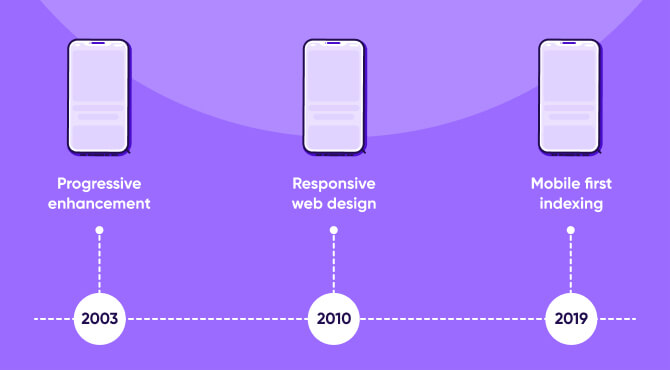 Progressive
enhancement
Responsive
web design
Mobile first
indexing
2003
2010
2019